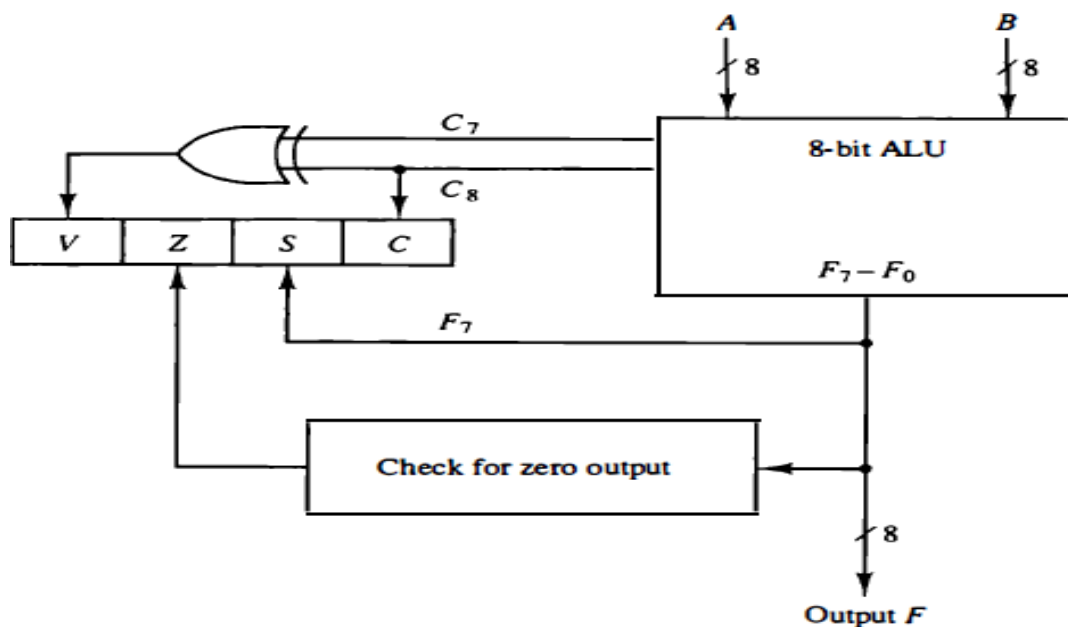 A B
8 8
C7
8-bit ALU
C8
V Z S C
F7 – F0
F7
Check for zero output
8
Output F